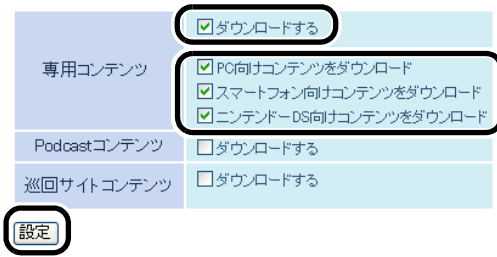 ダウンロードする
専用コンテンツ
PC向けコンテンツをダウンロード
スマートフォン向けコンテンツをダウンロード
ニンテンドーDS向けコンテンツをダウンロード
Podcastコンテンツ
ダウンロードする
巡回サイトコンテンツ
ダウンロードする
設定